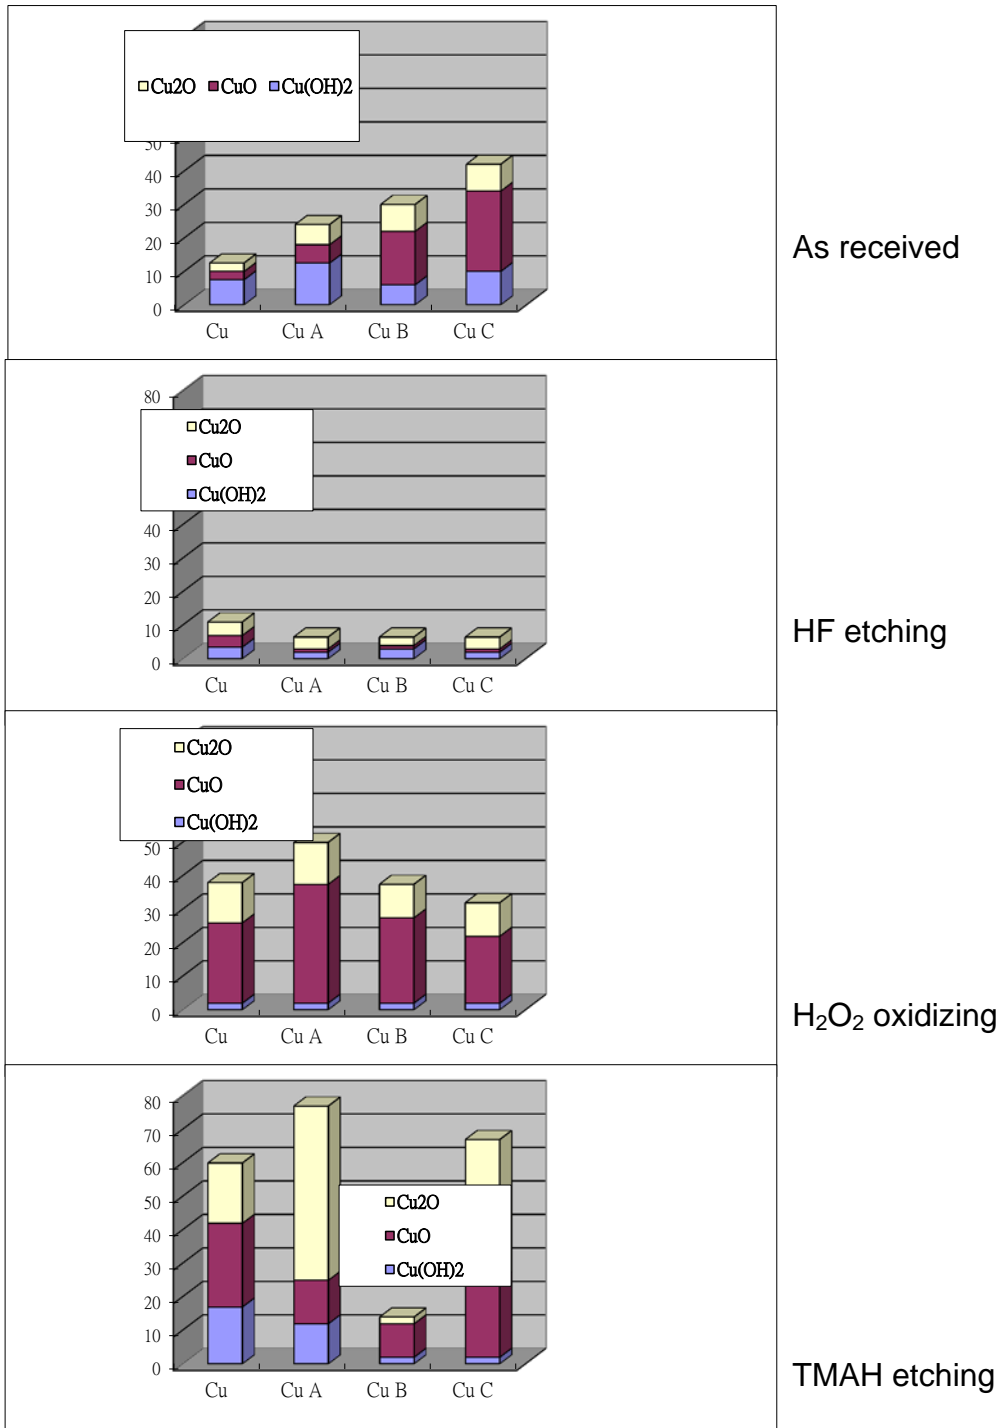 Cu2O CuO Cu(OH)2
50
40
30
20
10
0
Cu Cu A Cu B Cu C
As received
80
Cu2O
CuO
Cu(OH)2
40
30
20
10
0
Cu Cu A Cu B Cu C
HF etching
Cu2O
CuO
Cu(OH)2
50
40
30
20
10
0
Cu Cu A Cu B Cu C
H₂O₂ oxidizing
80
70
60
50
40
30
20
10
0
Cu2O
CuO
Cu(OH)2
Cu Cu A Cu B Cu C
TMAH etching